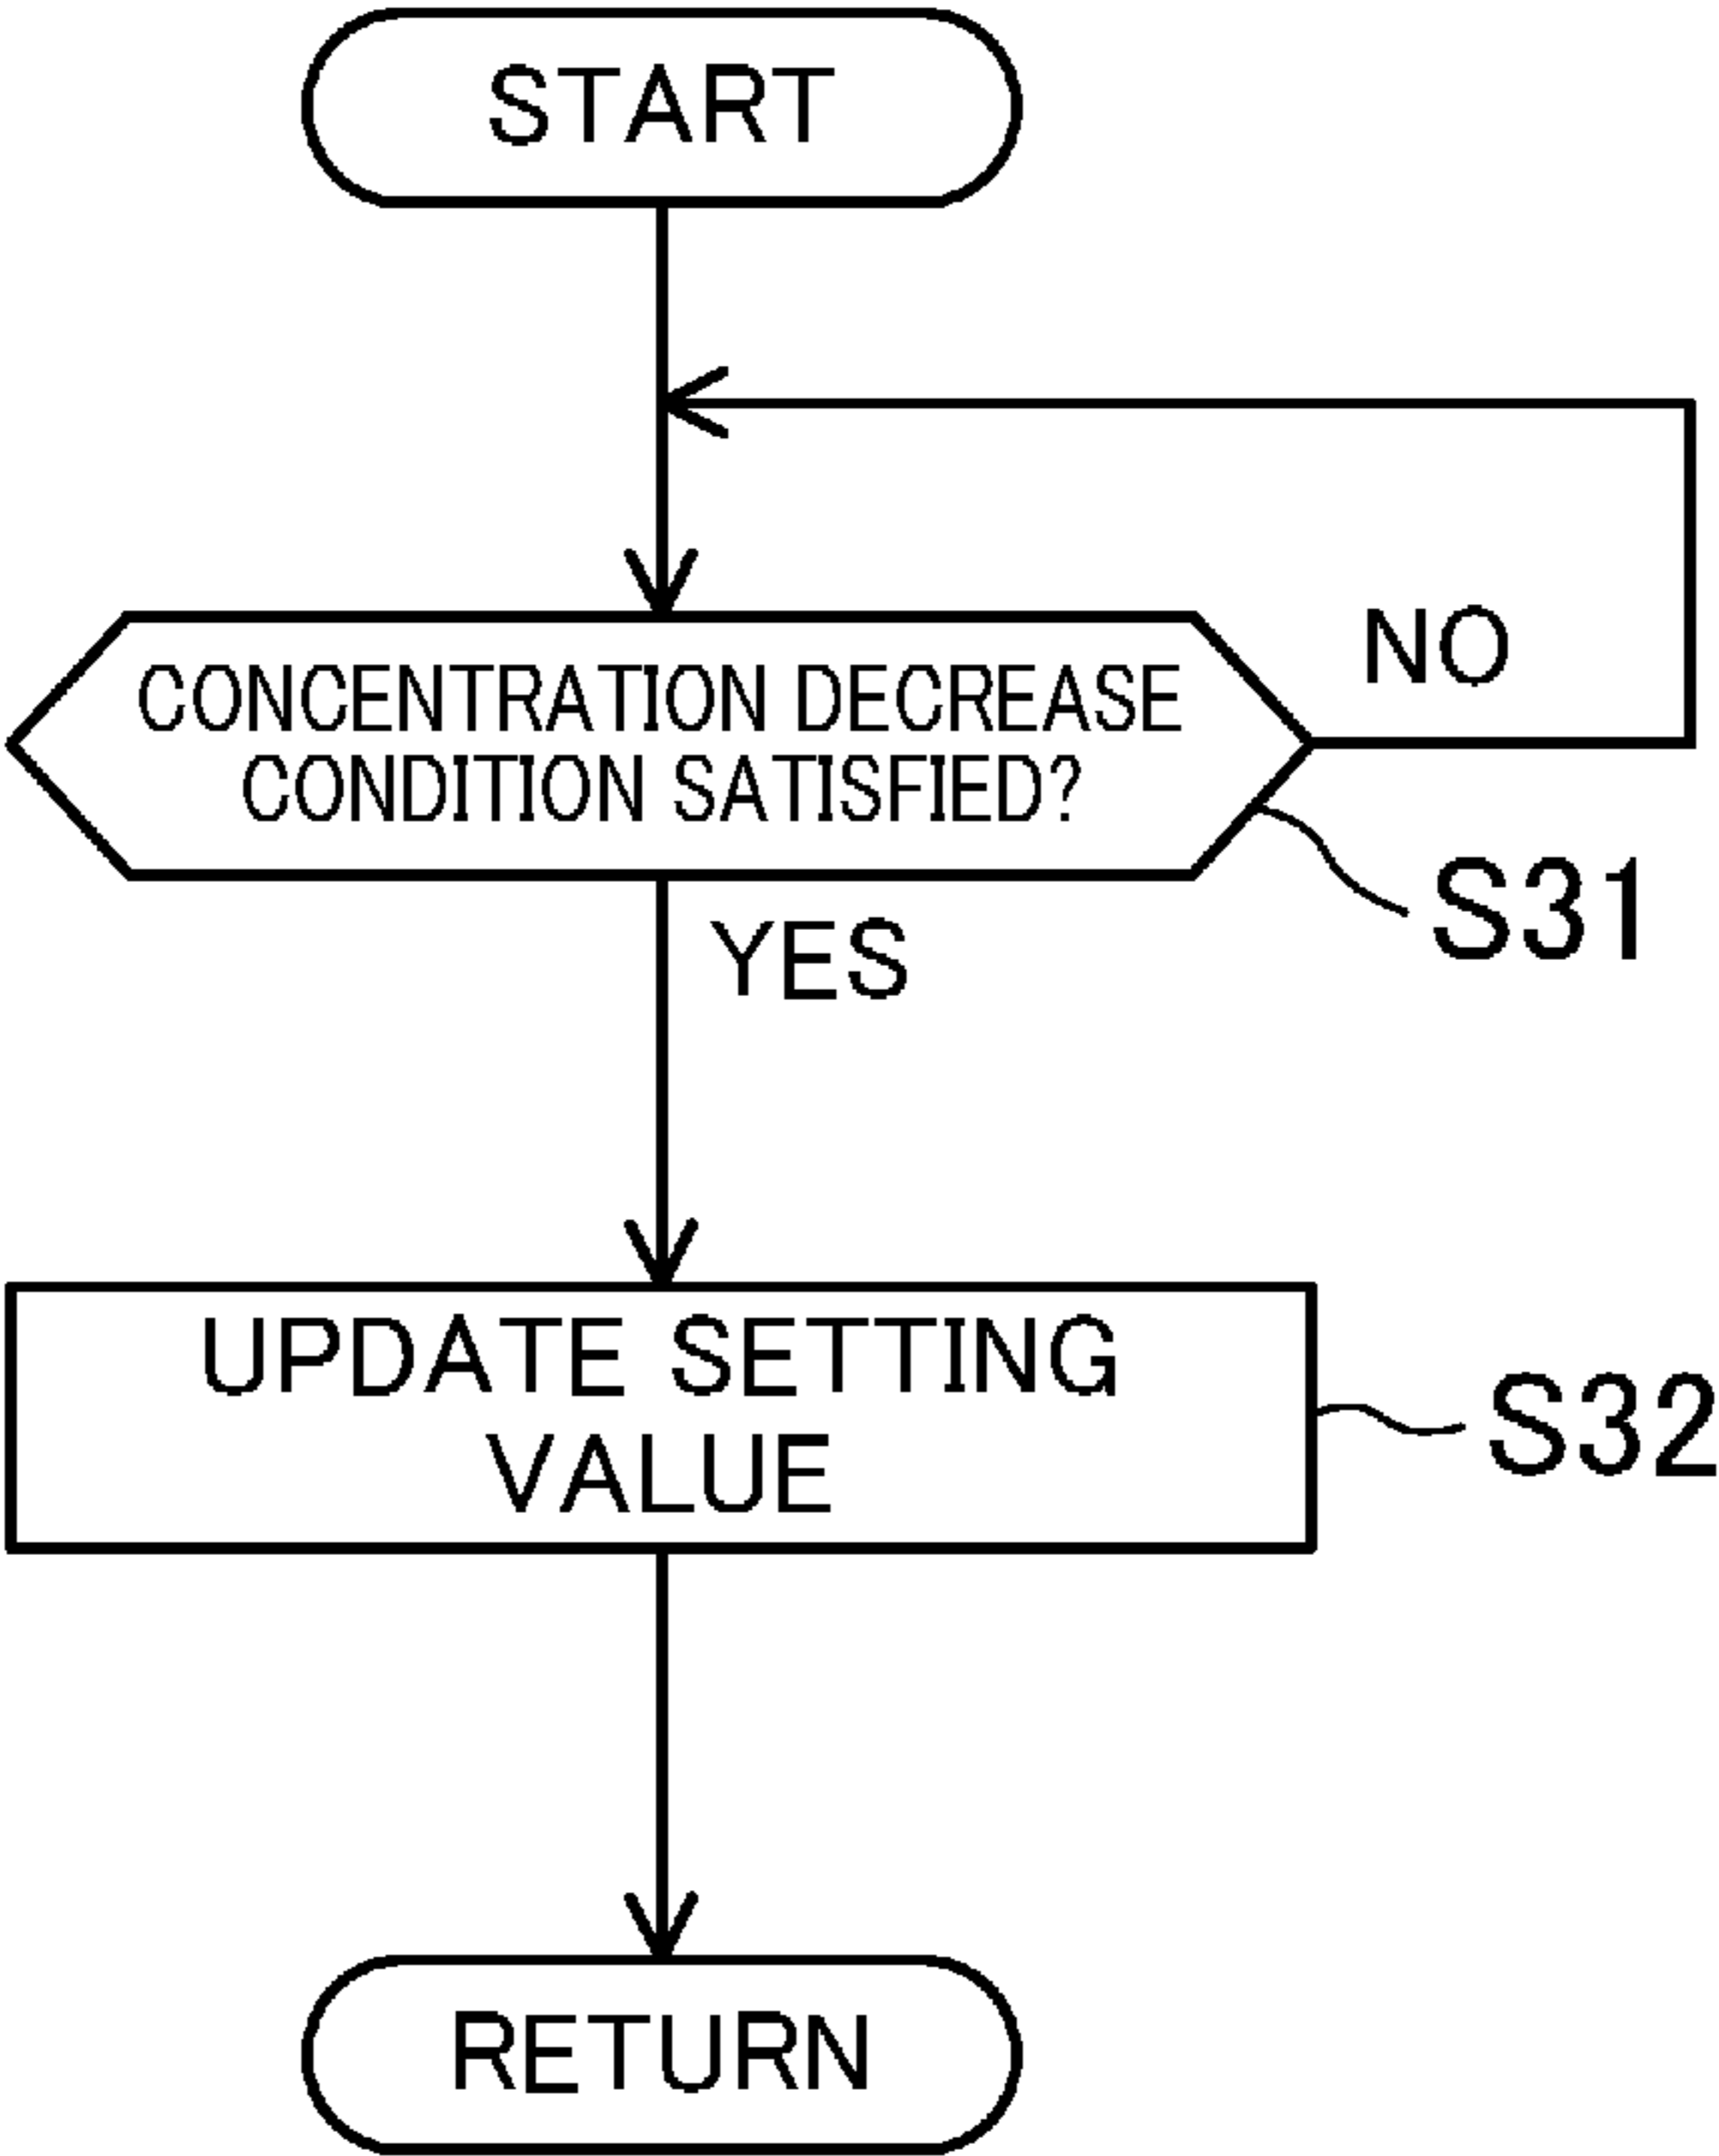 START
NO
CONCENTRATION DECREASE
CONDITION SATISFIED?
S31
YES
UPDATE SETTING
VALUE
S32
RETURN